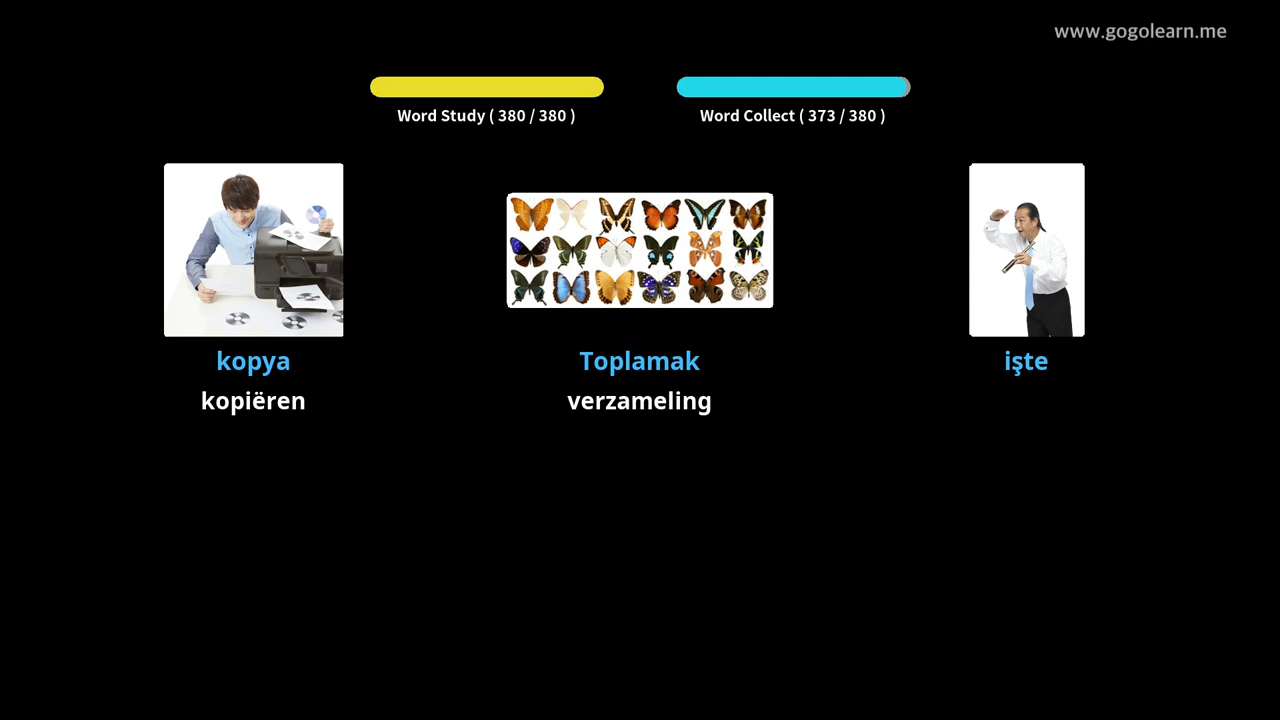 www.gogolearn.me
Word Study ( 380 / 380 )
Word Collect ( 373 / 380 )
kopya
Toplamak
işte
kopiëren
verzameling